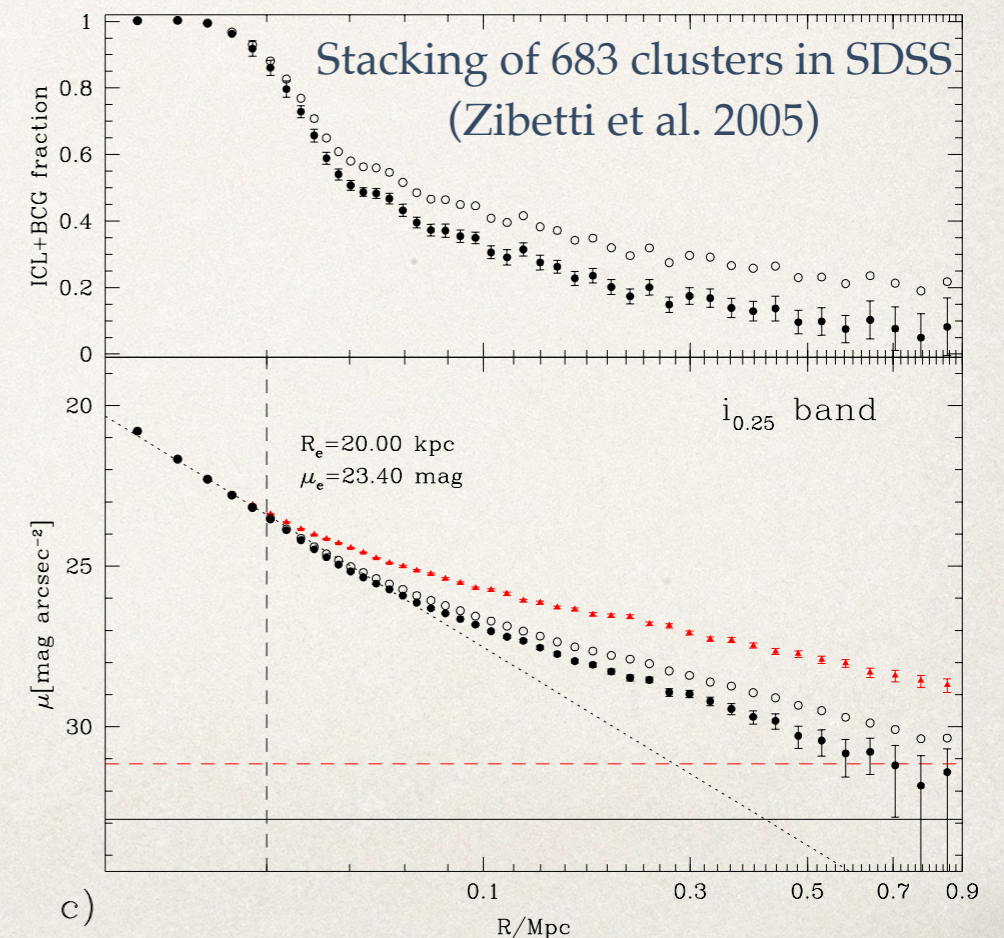 Stacking of 683 clusters in SDSS
(Zibetti et al. 2005)
1
0.8
0.6
0.4
0.2
0
ICL+BCG fraction
i0.25 band
Re=20.00 kpc
μe=23.40 mag
20
25
30
μ[mag arcsec−2]
0.1
0.3
0.5
0.7
0.9
R/Mpc
c)